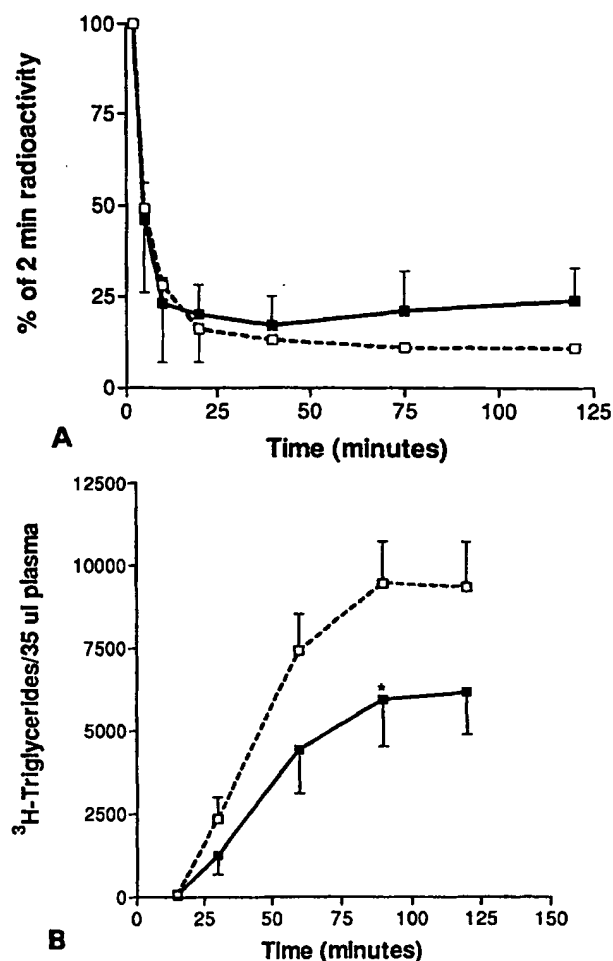 100
75
50
25
0
% of 2 min radioactivity
0 25 50 75 100 125
Time (minutes)
A
12500
10000
7500
5000
2500
0
³H-Triglycerides/35 ul plasma
*
0 25 50 75 100 125 150
Time (minutes)
B